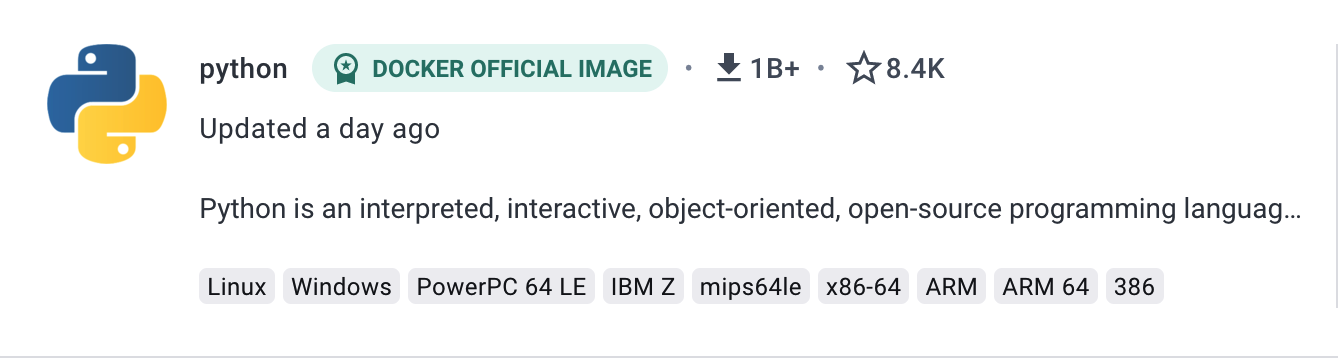 python DOCKER OFFICIAL IMAGE · 1B+ · 8.4K
Updated a day ago
Python is an interpreted, interactive, object-oriented, open-source programming languag...
Linux Windows PowerPC 64 LE IBM Z mips64le x86-64 ARM ARM 64 386